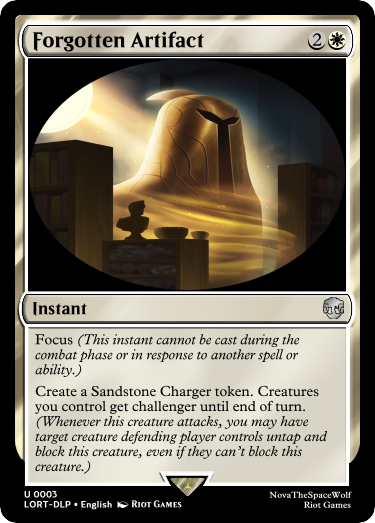 Forgotten Artifact 2
Instant
Focus (This instant cannot be cast during the
combat phase or in response to another spell or
ability.)
Create a Sandstone Charger token. Creatures
you control get challenger until end of turn.
(Whenever this creature attacks, you may have
target creature defending player controls untap and
block this creature, even if they can't block this
creature.)
U 0003
LORT-DLP • English RIOT GAMES
NovaTheSpaceWolf
Riot Games